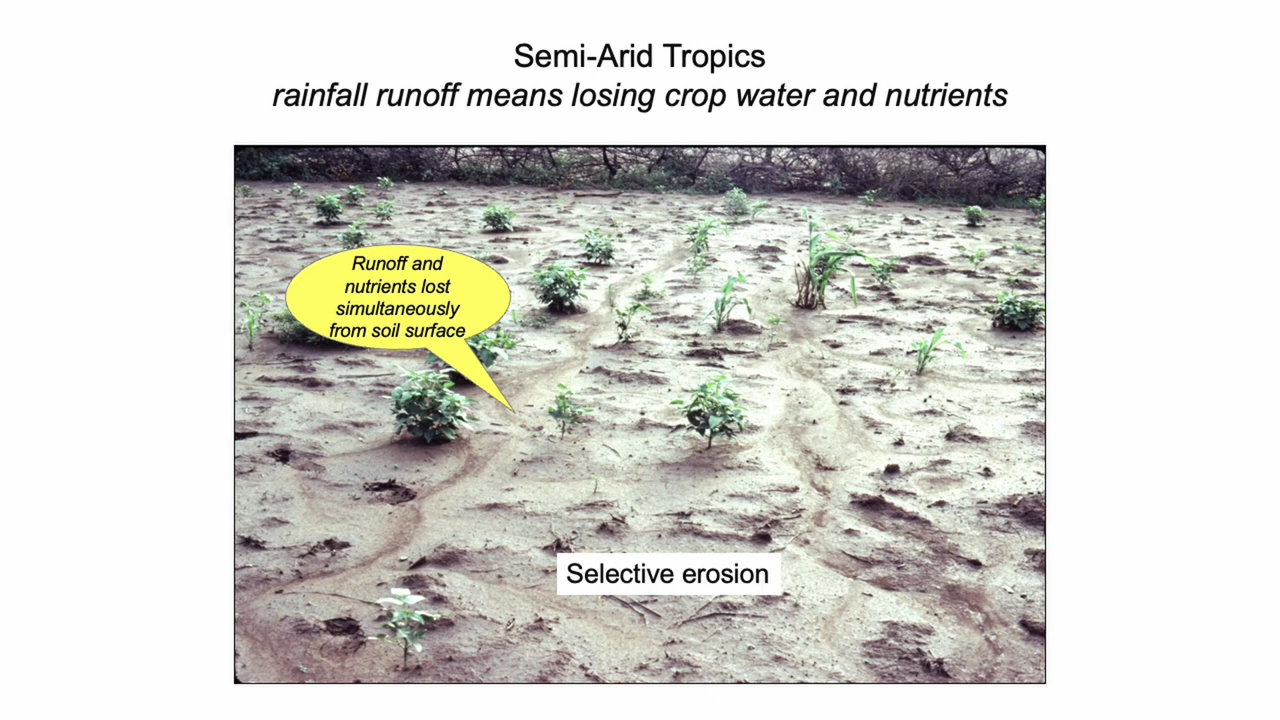 Semi-Arid Tropics
rainfall runoff means losing crop water and nutrients
Runoff and
nutrients lost
simultaneously
from soil surface
Selective erosion